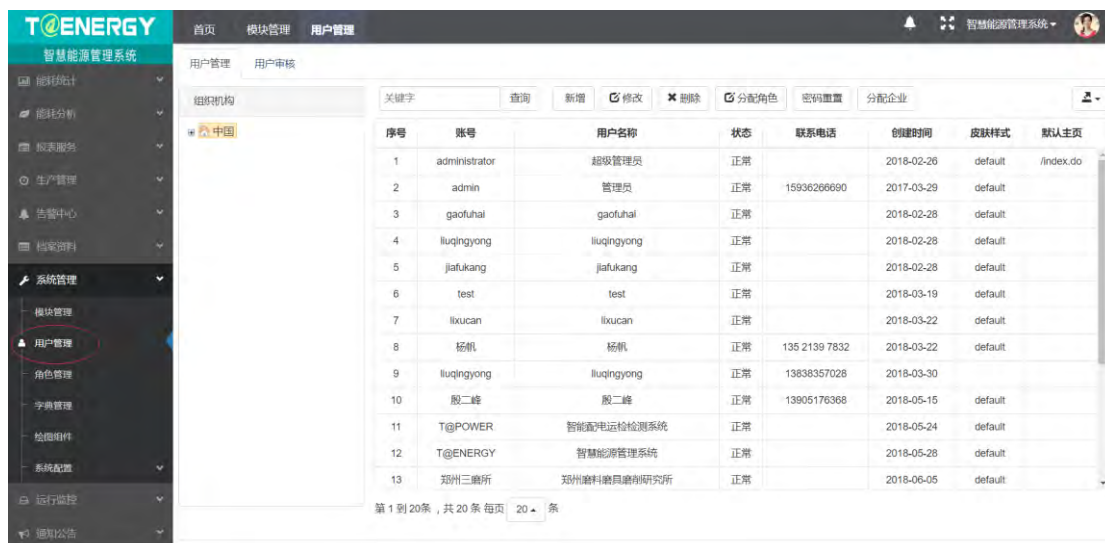 T@ENERGY
智慧能源管理系统
首页 模块管理 用户管理
智慧能源管理系统
能耗统计
能耗分析
报表服务
生产管理
告警中心
档案资料
系统管理
模块管理
用户管理
角色管理
字典管理
绘图组件
系统配置
运行监控
通知公告
用户管理 用户审核
组织机构
中国
关键字 查询 新增 修改 删除 分配角色 密码重置 分配企业
序号 账号 用户名称 状态 联系电话 创建时间 皮肤样式 默认主页
1 administrator 超级管理员 正常 2018-02-26 default /index.do
2 admin 管理员 正常 15936266690 2017-03-29 default
3 gaofuhai gaofuhai 正常 2018-02-28 default
4 liuqingyong liuqingyong 正常 2018-02-28 default
5 jiafukang jiafukang 正常 2018-02-28 default
6 test test 正常 2018-03-19 default
7 lixucan lixucan 正常 2018-03-22 default
8 杨帆 杨帆 正常 135 2139 7832 2018-03-22 default
9 liuqingyong liuqingyong 正常 13838357028 2018-03-30
10 殷二峰 殷二峰 正常 13905176368 2018-05-15 default
11 T@POWER 智能配电运检检测系统 正常 2018-05-24 default
12 T@ENERGY 智慧能源管理系统 正常 2018-05-28 default
13 郑州三磨所 郑州磨料磨具磨削研究所 正常 2018-06-05 default
第 1 到 20条 ，共 20 条 每页 20 条